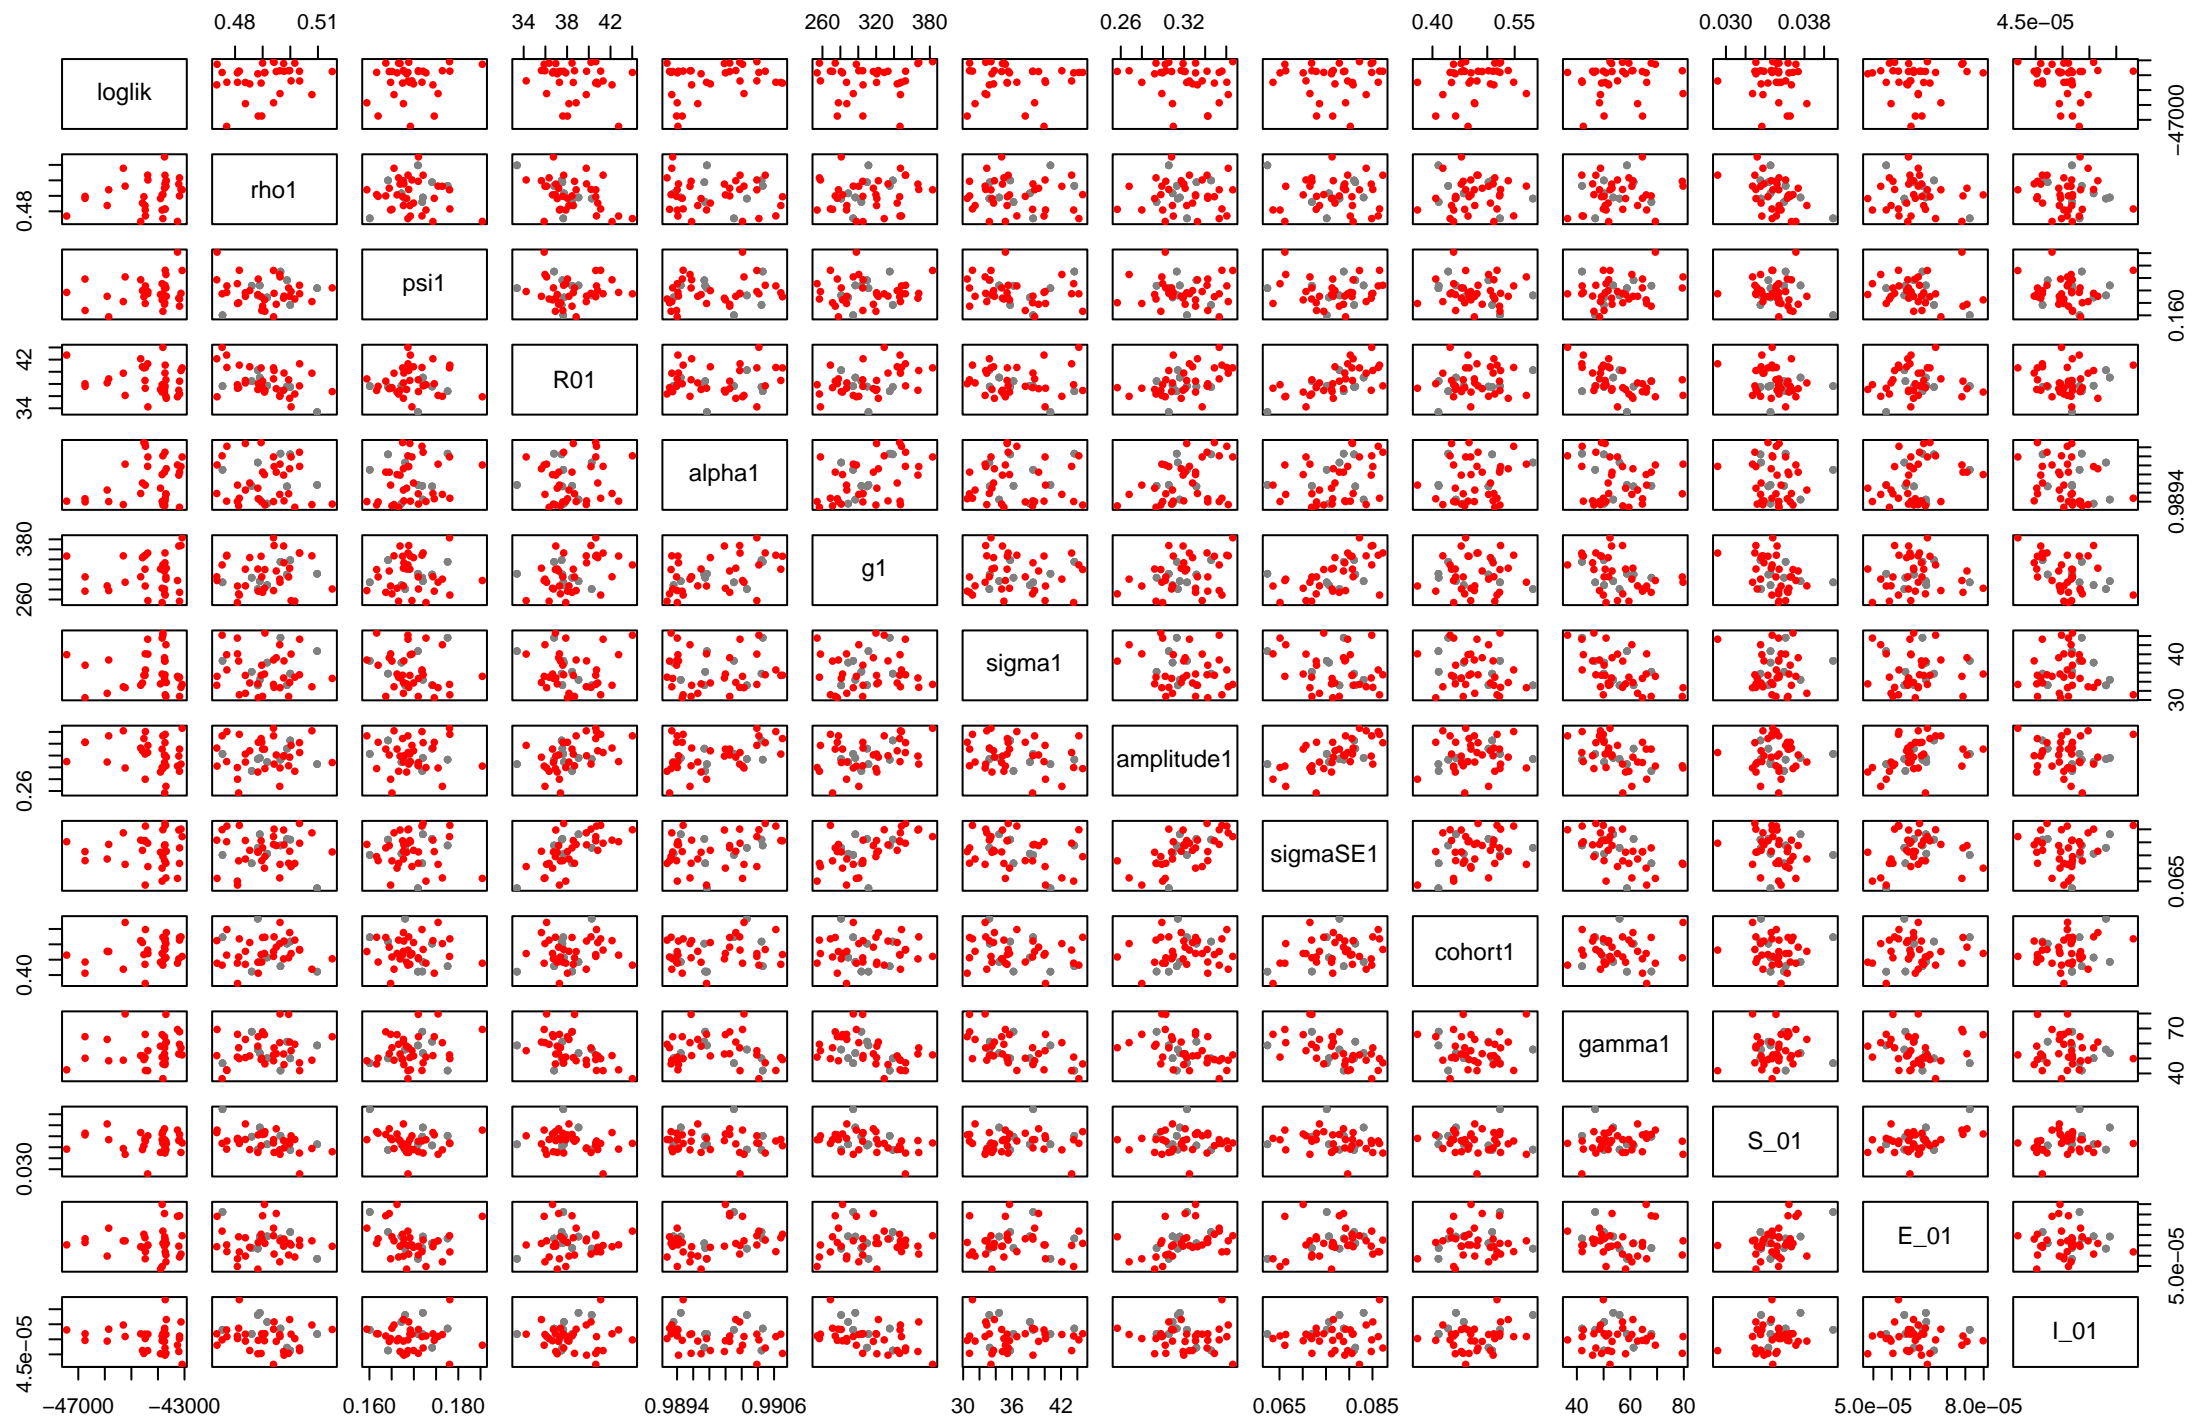 0.48 0.51 34 38 42 260 320 380 0.26 0.32 0.40 0.55 0.030 0.038 4.5e−05
loglik −47000
0.48 rho1
psi1 0.160
34 42 R01
alpha1 0.9894
260 380 g1
sigma1 30 40
0.26 amplitude1
sigmaSE1 0.065
0.40 cohort1
gamma1 40 70
0.030 S_01
E_01 5.0e−05
4.5e−05 I_01
−47000 −43000 0.160 0.180 0.9894 0.9906 30 36 42 0.065 0.085 40 60 80 5.0e−05 8.0e−05